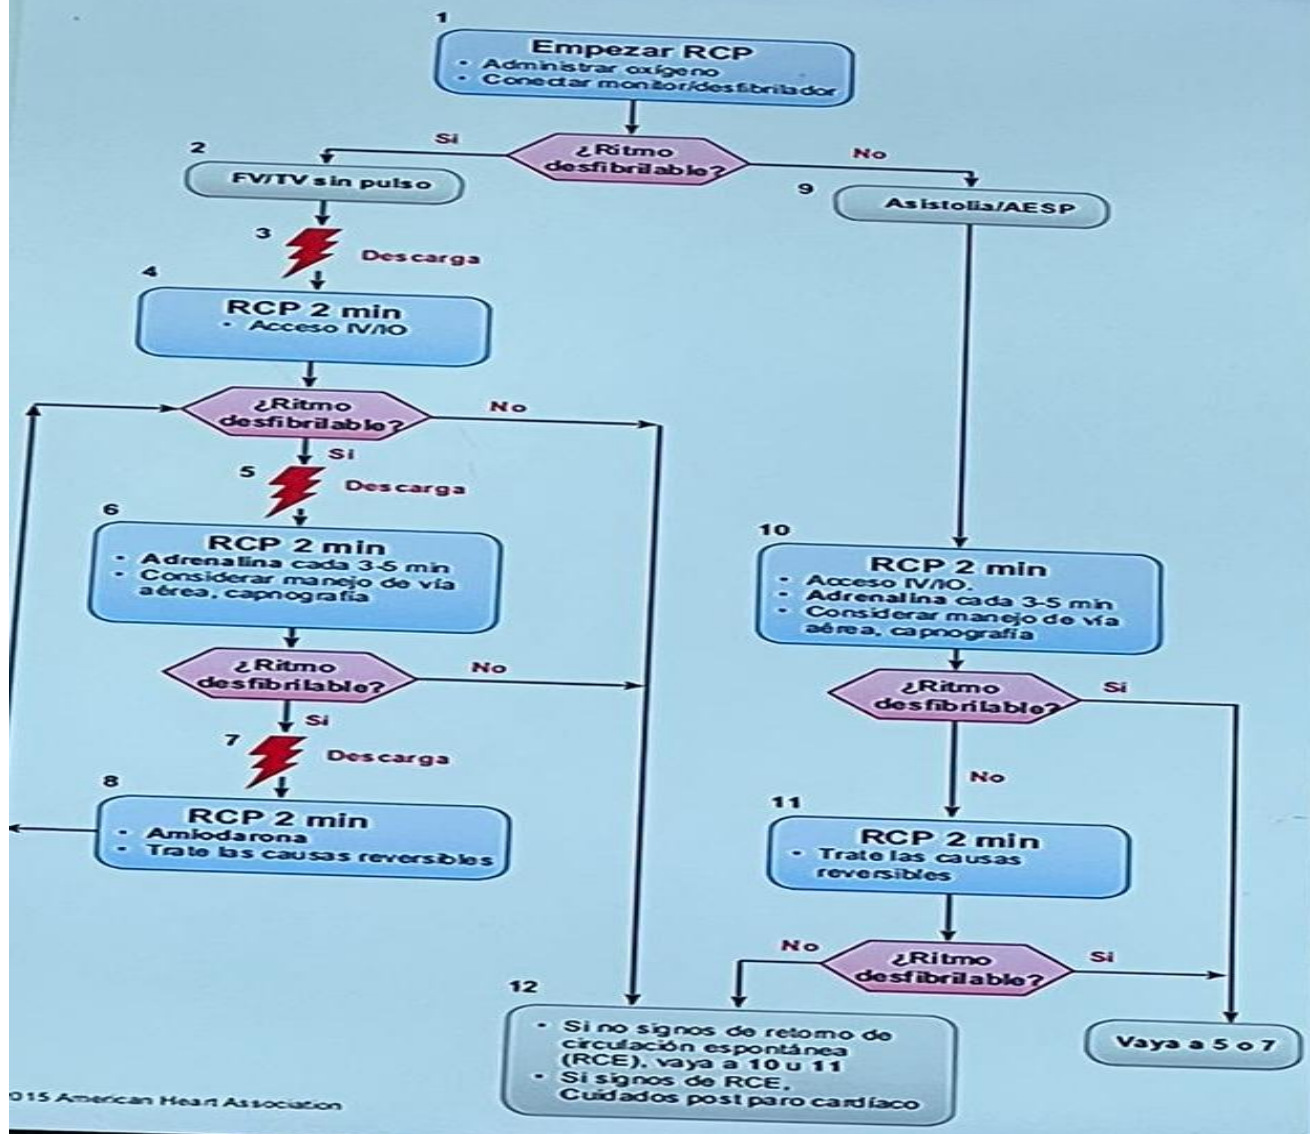 1
Empezar RCP
• Administrar oxígeno
• Conectar monitor/desfibrilador
¿Ritmo
desfibrilable?
Si
No
2
FV/TV sin pulso
9
Asistolia/AESP
3
Descarga
4
RCP 2 min
• Acceso IV/IO
¿Ritmo
desfibrilable?
No
Si
5
Descarga
6
RCP 2 min
• Adrenalina cada 3-5 min
• Considerar manejo de vía
aérea, capnografía
¿Ritmo
desfibrilable?
No
Si
7
Descarga
8
RCP 2 min
• Amiodarona
• Trate las causas reversibles
10
RCP 2 min
• Acceso IV/IO.
• Adrenalina cada 3-5 min
• Considerar manejo de vía
aérea, capnografía
¿Ritmo
desfibrilable?
Si
No
11
RCP 2 min
• Trate las causas
reversibles
¿Ritmo
desfibrilable?
No
Si
12
• Si no signos de retorno de
circulación espontánea
(RCE), vaya a 10 u 11
• Si signos de RCE,
Cuidados post paro cardíaco
Vaya a 5 o 7
015 American Heart Association